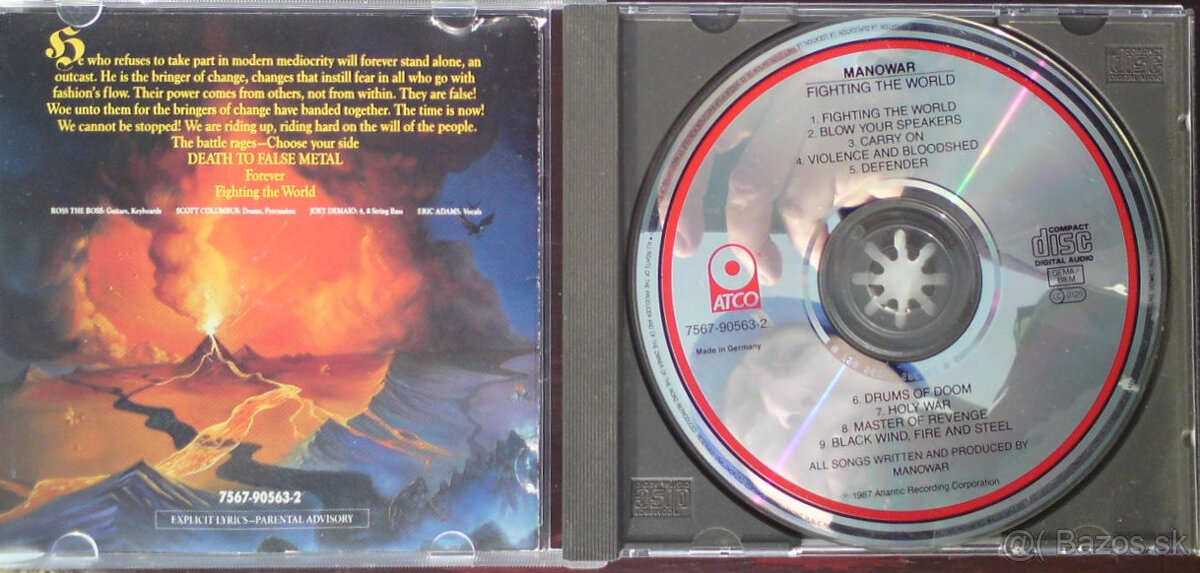 He who refuses to take part in modern mediocrity will forever stand alone, an
outcast. He is the bringer of change, changes that instill fear in all who go with
fashion's flow. Their power comes from others, not from within. They are false!
Woe unto them for the bringers of change have banded together. The time is now!
We cannot be stopped! We are riding up, riding hard on the will of the people.
The battle rages—Choose your side
DEATH TO FALSE METAL
Forever
Fighting the World
ROSS THE BOSS: Guitars, Keyboards SCOTT COLUMBUS: Drums, Percussion JOEY DEMAIO: 4, 8 String Bass ERIC ADAMS: Vocals
7567-90563-2
EXPLICIT LYRICS—PARENTAL ADVISORY
MANOWAR
FIGHTING THE WORLD
1. FIGHTING THE WORLD
2. BLOW YOUR SPEAKERS
3. CARRY ON
4. VIOLENCE AND BLOODSHED
5. DEFENDER
ATCO
7567-90563-2
Made in Germany
COMPACT
disc
DIGITAL AUDIO
GEMA/
BIEM
6. DRUMS OF DOOM
7. HOLY WAR
8. MASTER OF REVENGE
9. BLACK WIND, FIRE AND STEEL
ALL SONGS WRITTEN AND PRODUCED BY
MANOWAR
℗ 1987 Atlantic Recording Corporation
COMPACT
disc
DIGITAL AUDIO
Bazos.sk